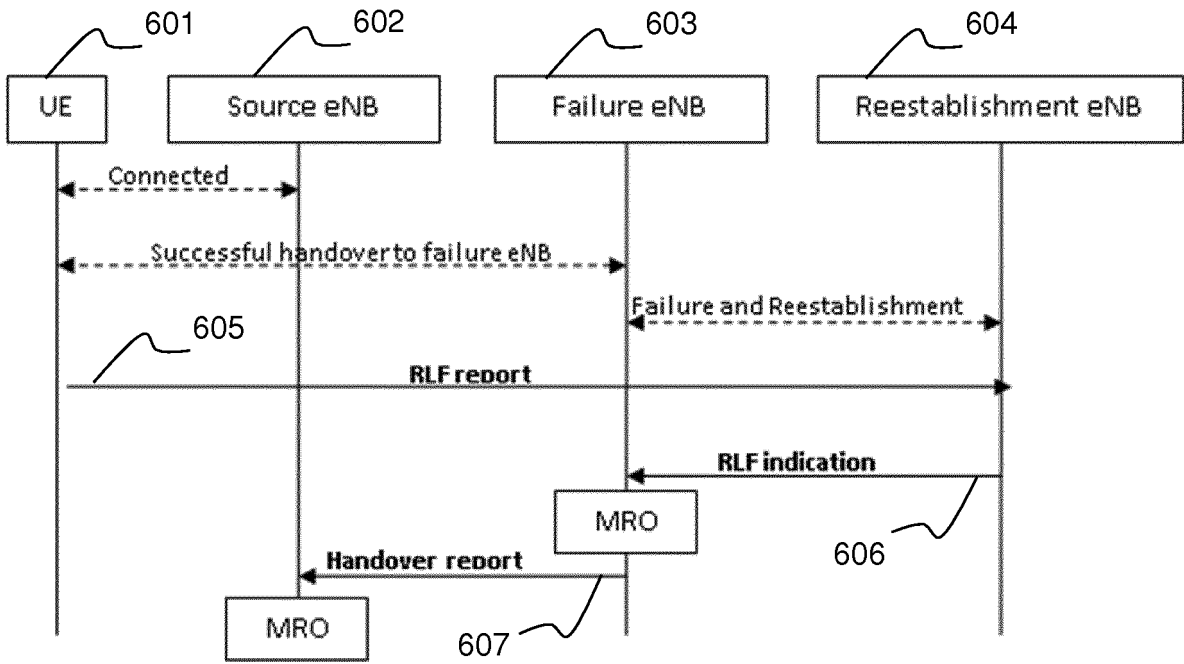 601
602
603
604
UE
Source eNB
Failure eNB
Reestablishment eNB
Connected
Successful handover to failure eNB
Failure and Reestablishment
605
RLF report
RLF indication
MRO
606
Handover report
MRO
607